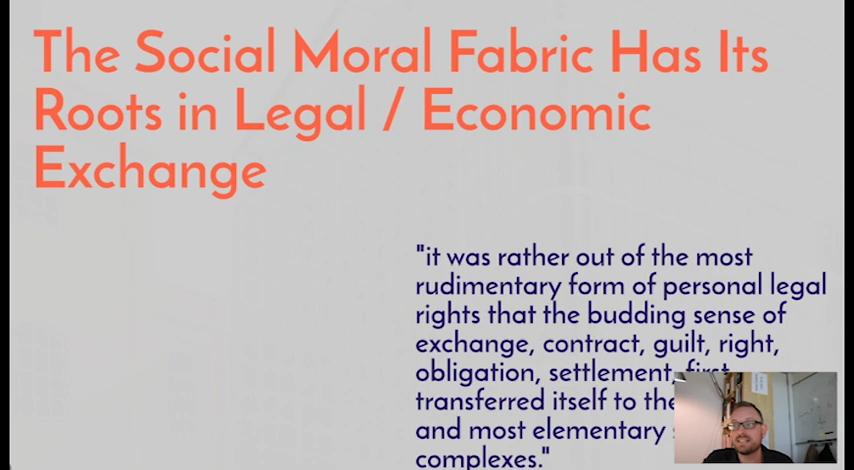 The Social Moral Fabric Has Its
Roots in Legal / Economic
Exchange
"it was rather out of the most
rudimentary form of personal legal
rights that the budding sense of
exchange, contract, guilt, right,
obligation, settlement, first
transferred itself to the
and most elementary
complexes."